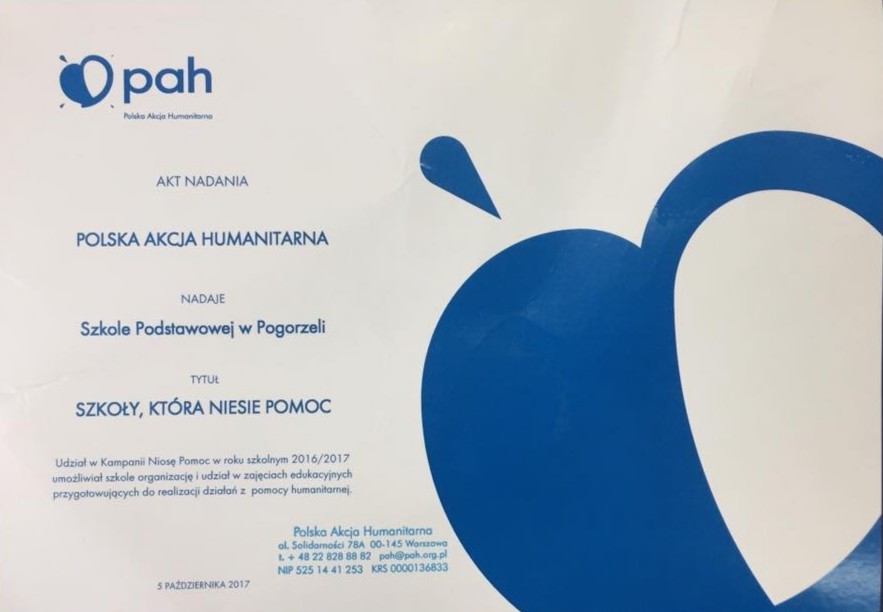 pah
Polska Akcja Humanitarna
AKT NADANIA
POLSKA AKCJA HUMANITARNA
NADAJE
Szkole Podstawowej w Pogorzeli
TYTUŁ
SZKOŁY, KTÓRA NIESIE POMOC
Udział w Kampanii Niosę Pomoc w roku szkolnym 2016/2017
umożliwiał szkole organizację i udział w zajęciach edukacyjnych
przygotowujących do realizacji działań z pomocy humanitarnej.
Polska Akcja Humanitarna
al. Solidarności 78A 00-145 Warszawa
t. + 48 22 828 88 82 pah@pah.org.pl
NIP 525 14 41 253 KRS 0000136833
5 PAŹDZIERNIKA 2017